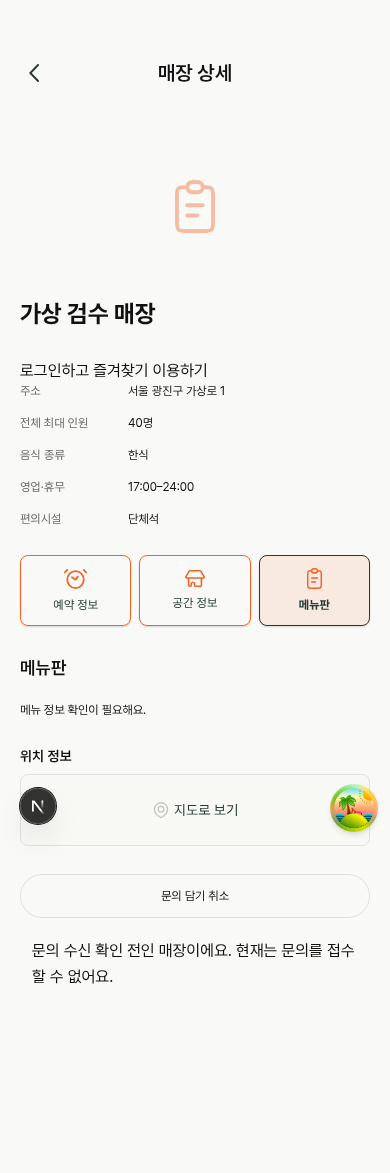 매장 상세
가상 검수 매장
로그인하고 즐겨찾기 이용하기
주소 서울 광진구 가상로 1
전체 최대 인원 40명
음식 종류 한식
영업·휴무 17:00–24:00
편의시설 단체석
예약 정보 공간 정보 메뉴판
메뉴판
메뉴 정보 확인이 필요해요.
위치 정보
N 지도로 보기
문의 담기 취소
문의 수신 확인 전인 매장이에요. 현재는 문의를 접수
할 수 없어요.